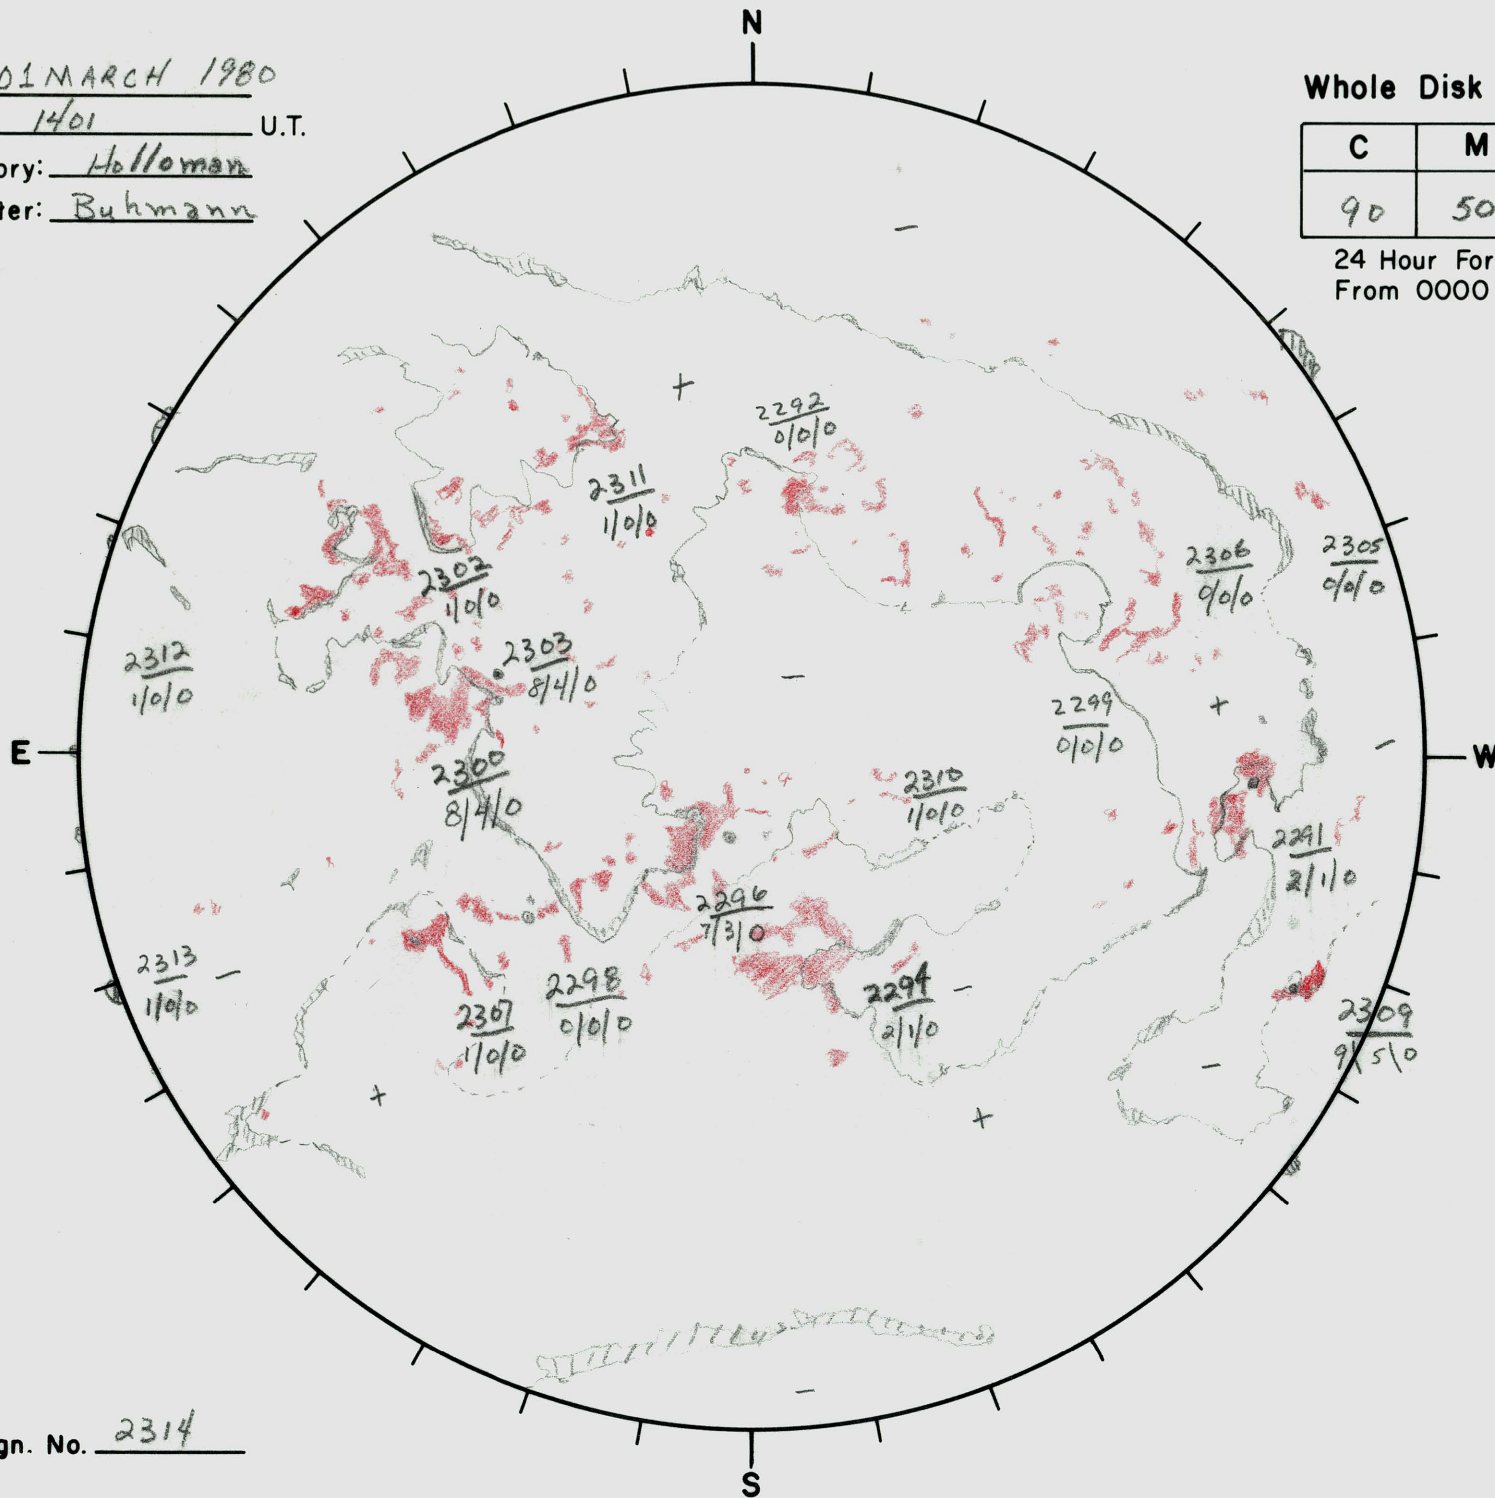 N
01 MARCH 1980
1401 U.T.
ory: Holloman
ter: Buhmann
Whole Disk
C M
90 50
24 Hour For
From 0000
2292
0/0/0
2311
1/0/0
2306
0/0/0
2305
0/0/0
2302
1/0/0
2312
1/0/0
2303
8/4/0
2299
0/0/0
E
W
2300
8/4/0
2310
1/0/0
2291
2/1/0
2296
7/3/0
2313
1/0/0
2298
0/0/0
2294
2/1/0
2307
1/0/0
2309
9/5/0
gn. No. 2314
S